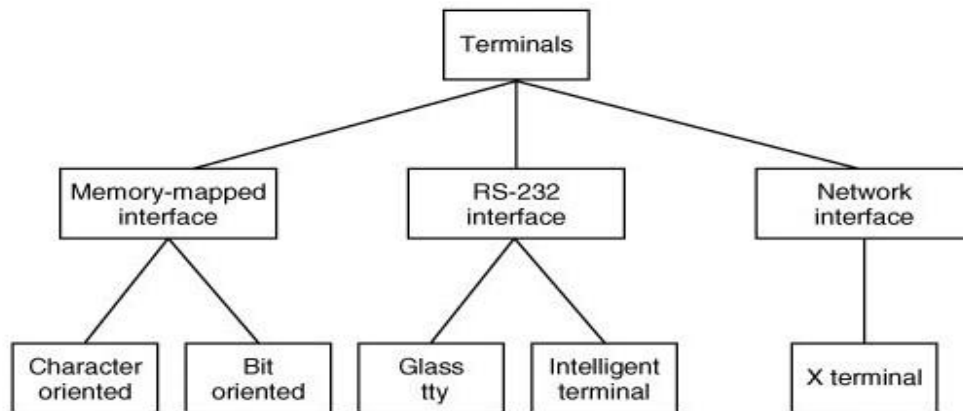 Terminals
Memory-mapped
interface
RS-232
interface
Network
interface
Character
oriented
Bit
oriented
Glass
tty
Intelligent
terminal
X terminal